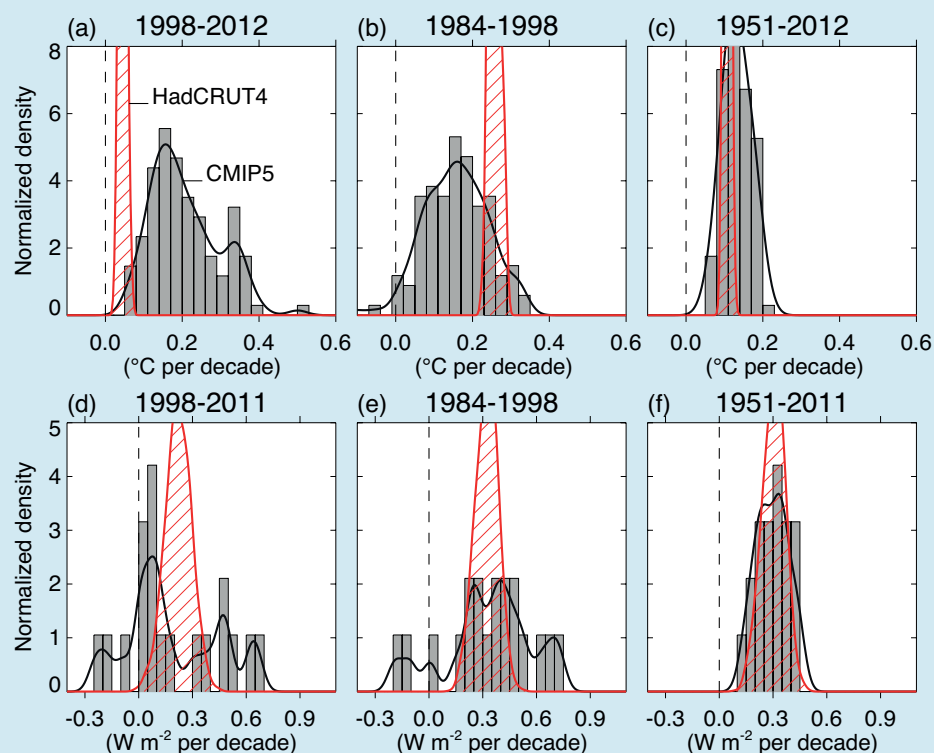 (a) 1998-2012
(b) 1984-1998
(c) 1951-2012
Normalized density
8
6
4
2
0
HadCRUT4
CMIP5
0.0 0.2 0.4 0.6
0.0 0.2 0.4 0.6
0.0 0.2 0.4 0.6
(°C per decade)
(°C per decade)
(°C per decade)
(d) 1998-2011
(e) 1984-1998
(f) 1951-2011
Normalized density
5
4
3
2
1
0
-0.3 0.0 0.3 0.6 0.9
-0.3 0.0 0.3 0.6 0.9
-0.3 0.0 0.3 0.6 0.9
(W m⁻² per decade)
(W m⁻² per decade)
(W m⁻² per decade)